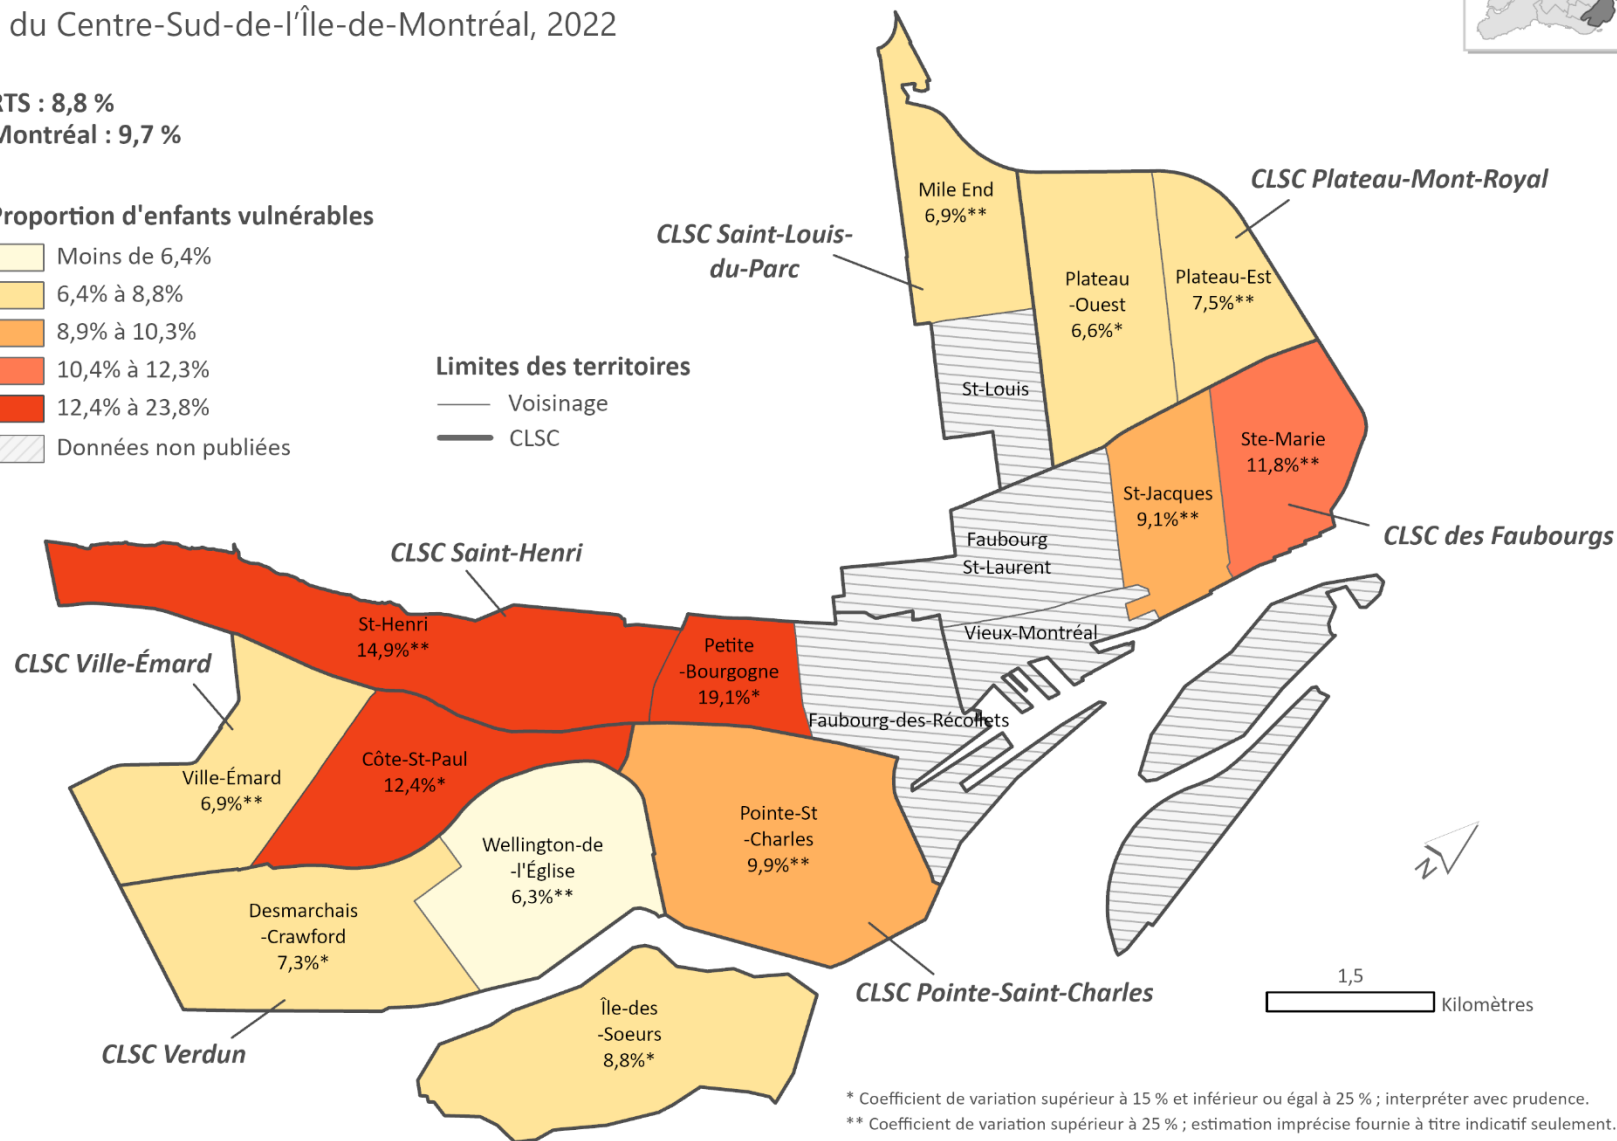 du Centre-Sud-de-l'Île-de-Montréal, 2022
RTS : 8,8 %
Montréal : 9,7 %
Proportion d'enfants vulnérables
Moins de 6,4%
6,4% à 8,8%
8,9% à 10,3%
10,4% à 12,3%
12,4% à 23,8%
Données non publiées
Limites des territoires
Voisinage
CLSC
CLSC Saint-Louis-
du-Parc
CLSC Plateau-Mont-Royal
Mile End
6,9%**
Plateau
-Ouest
6,6%*
Plateau-Est
7,5%**
St-Louis
Ste-Marie
11,8%**
St-Jacques
9,1%**
CLSC des Faubourgs
Faubourg
St-Laurent
Vieux-Montréal
CLSC Saint-Henri
St-Henri
14,9%**
Petite
-Bourgogne
19,1%*
Faubourg-des-Récollets
CLSC Ville-Émard
Ville-Émard
6,9%**
Côte-St-Paul
12,4%*
Wellington-de
-l'Église
6,3%**
Pointe-St
-Charles
9,9%**
Desmarchais
-Crawford
7,3%*
CLSC Verdun
Île-des
-Soeurs
8,8%*
CLSC Pointe-Saint-Charles
N
1,5
Kilomètres
* Coefficient de variation supérieur à 15 % et inférieur ou égal à 25 % ; interpréter avec prudence.
** Coefficient de variation supérieur à 25 % ; estimation imprécise fournie à titre indicatif seulement.